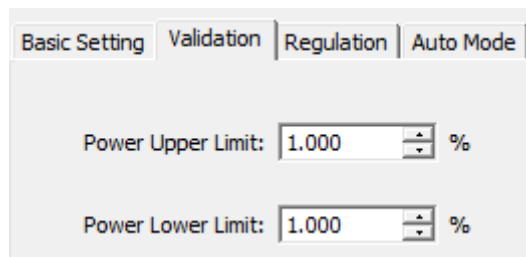 Basic Setting Validation Regulation Auto Mode
Power Upper Limit: 1.000 %
Power Lower Limit: 1.000 %